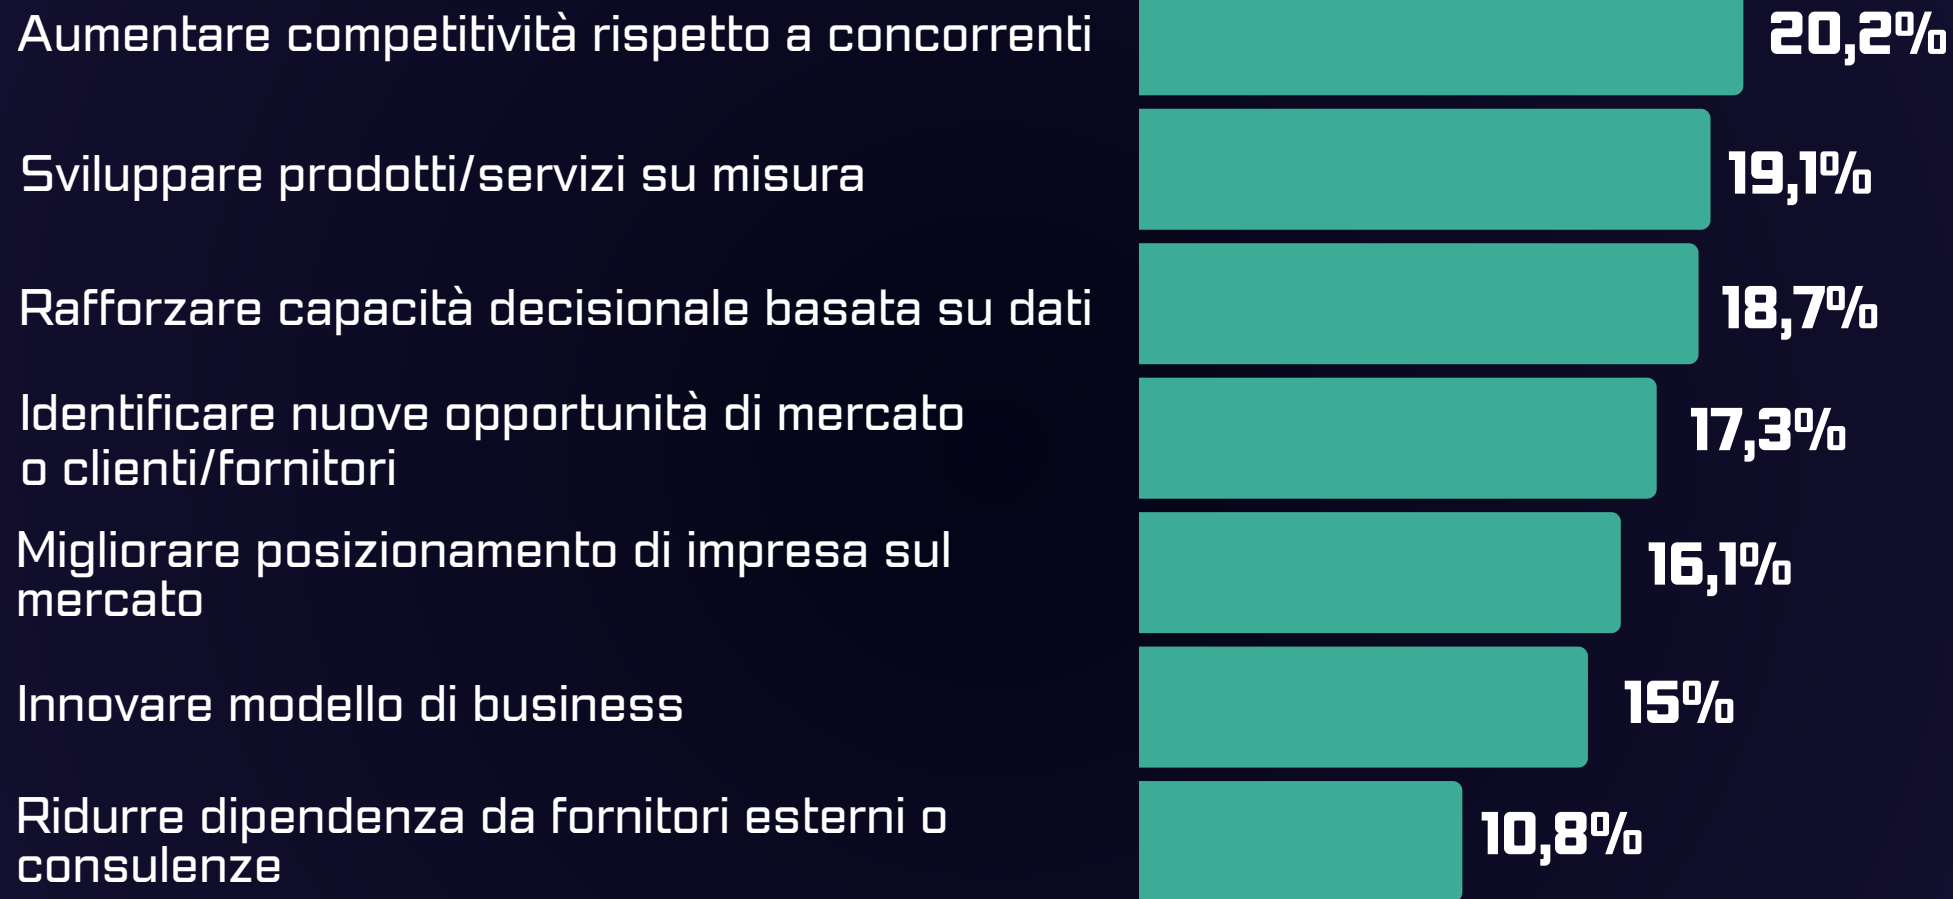 Aumentare competitività rispetto a concorrenti
20,2%
Sviluppare prodotti/servizi su misura
19,1%
Rafforzare capacità decisionale basata su dati
18,7%
Identificare nuove opportunità di mercato
o clienti/fornitori
17,3%
Migliorare posizionamento di impresa sul
mercato
16,1%
Innovare modello di business
15%
Ridurre dipendenza da fornitori esterni o
consulenze
10,8%